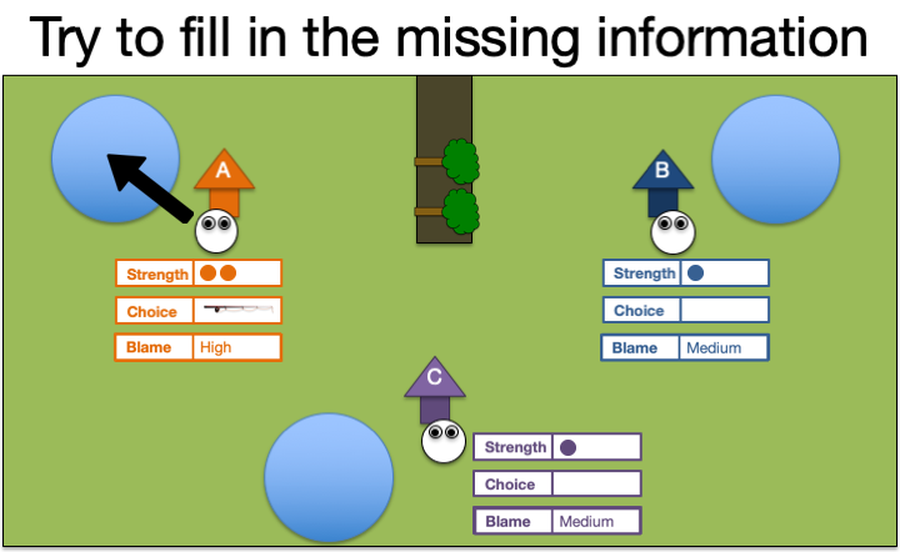 Try to fill in the missing information
A
B
Strength
Choice
Blame High
Strength
Choice
Blame Medium
C
Strength
Choice
Blame Medium